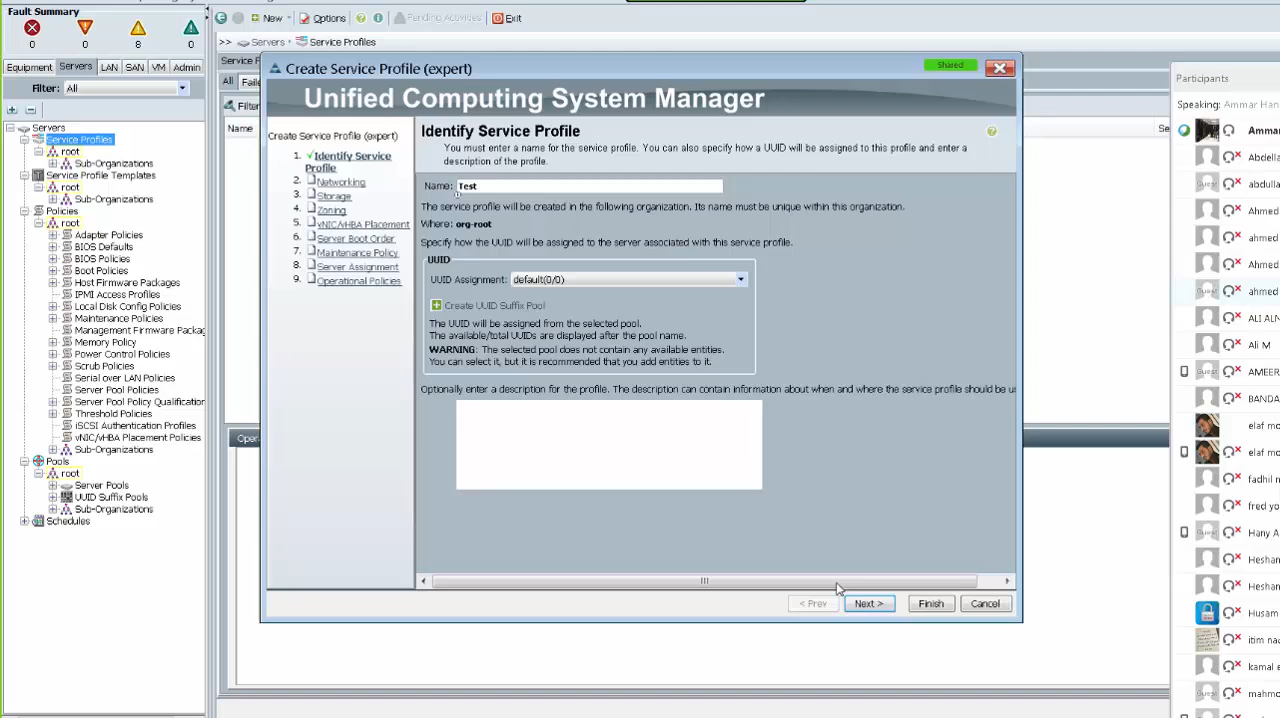 Fault Summary
0 0 8 0
New Options Pending Activities Exit
>> Servers Service Profiles
Equipment Servers LAN SAN VM Admin
Filter: All
Servers
Service Profiles
root
Sub-Organizations
Service Profile Templates
root
Sub-Organizations
Policies
root
Adapter Policies
BIOS Defaults
BIOS Policies
Boot Policies
Host Firmware Packages
IPMI Access Profiles
Local Disk Config Policies
Maintenance Policies
Management Firmware Packag
Memory Policy
Power Control Policies
Scrub Policies
Serial over LAN Policies
Server Pool Policies
Server Pool Policy Qualification
Threshold Policies
iSCSI Authentication Profiles
vNIC/vHBA Placement Policies
Sub-Organizations
Pools
root
Server Pools
UUID Suffix Pools
Sub-Organizations
Schedules
Service P
All Faile
Filter
Name
Se
Oper
Create Service Profile (expert)
Shared
Unified Computing System Manager
Create Service Profile (expert)
1. √Identify Service
Profile
2. Networking
3. Storage
4. Zoning
5. vNIC/vHBA Placement
6. Server Boot Order
7. Maintenance Policy
8. Server Assignment
9. Operational Policies
Identify Service Profile
You must enter a name for the service profile. You can also specify how a UUID will be assigned to this profile and enter a
description of the profile.
Name: Test
The service profile will be created in the following organization. Its name must be unique within this organization.
Where: org-root
Specify how the UUID will be assigned to the server associated with this service profile.
UUID
UUID Assignment: default(0/0)
Create UUID Suffix Pool
The UUID will be assigned from the selected pool.
The available/total UUIDs are displayed after the pool name.
WARNING: The selected pool does not contain any available entities.
You can select it, but it is recommended that you add entities to it.
Optionally enter a description for the profile. The description can contain information about when and where the service profile should be us
< Prev Next > Finish Cancel
Participants
Speaking: Ammar Han
Ammar
Abdella
Guest abdulla
Ahmed
ahmed
Ahmed
Guest ahmed
ALI ALM
Ali M
Guest AMEER
BANDA
elaf mo
elaf mo
fadhil n
fred yo
Guest Hany A
Heshan
Heshan
Husam
itim nac
kamal e
Guest mahmo